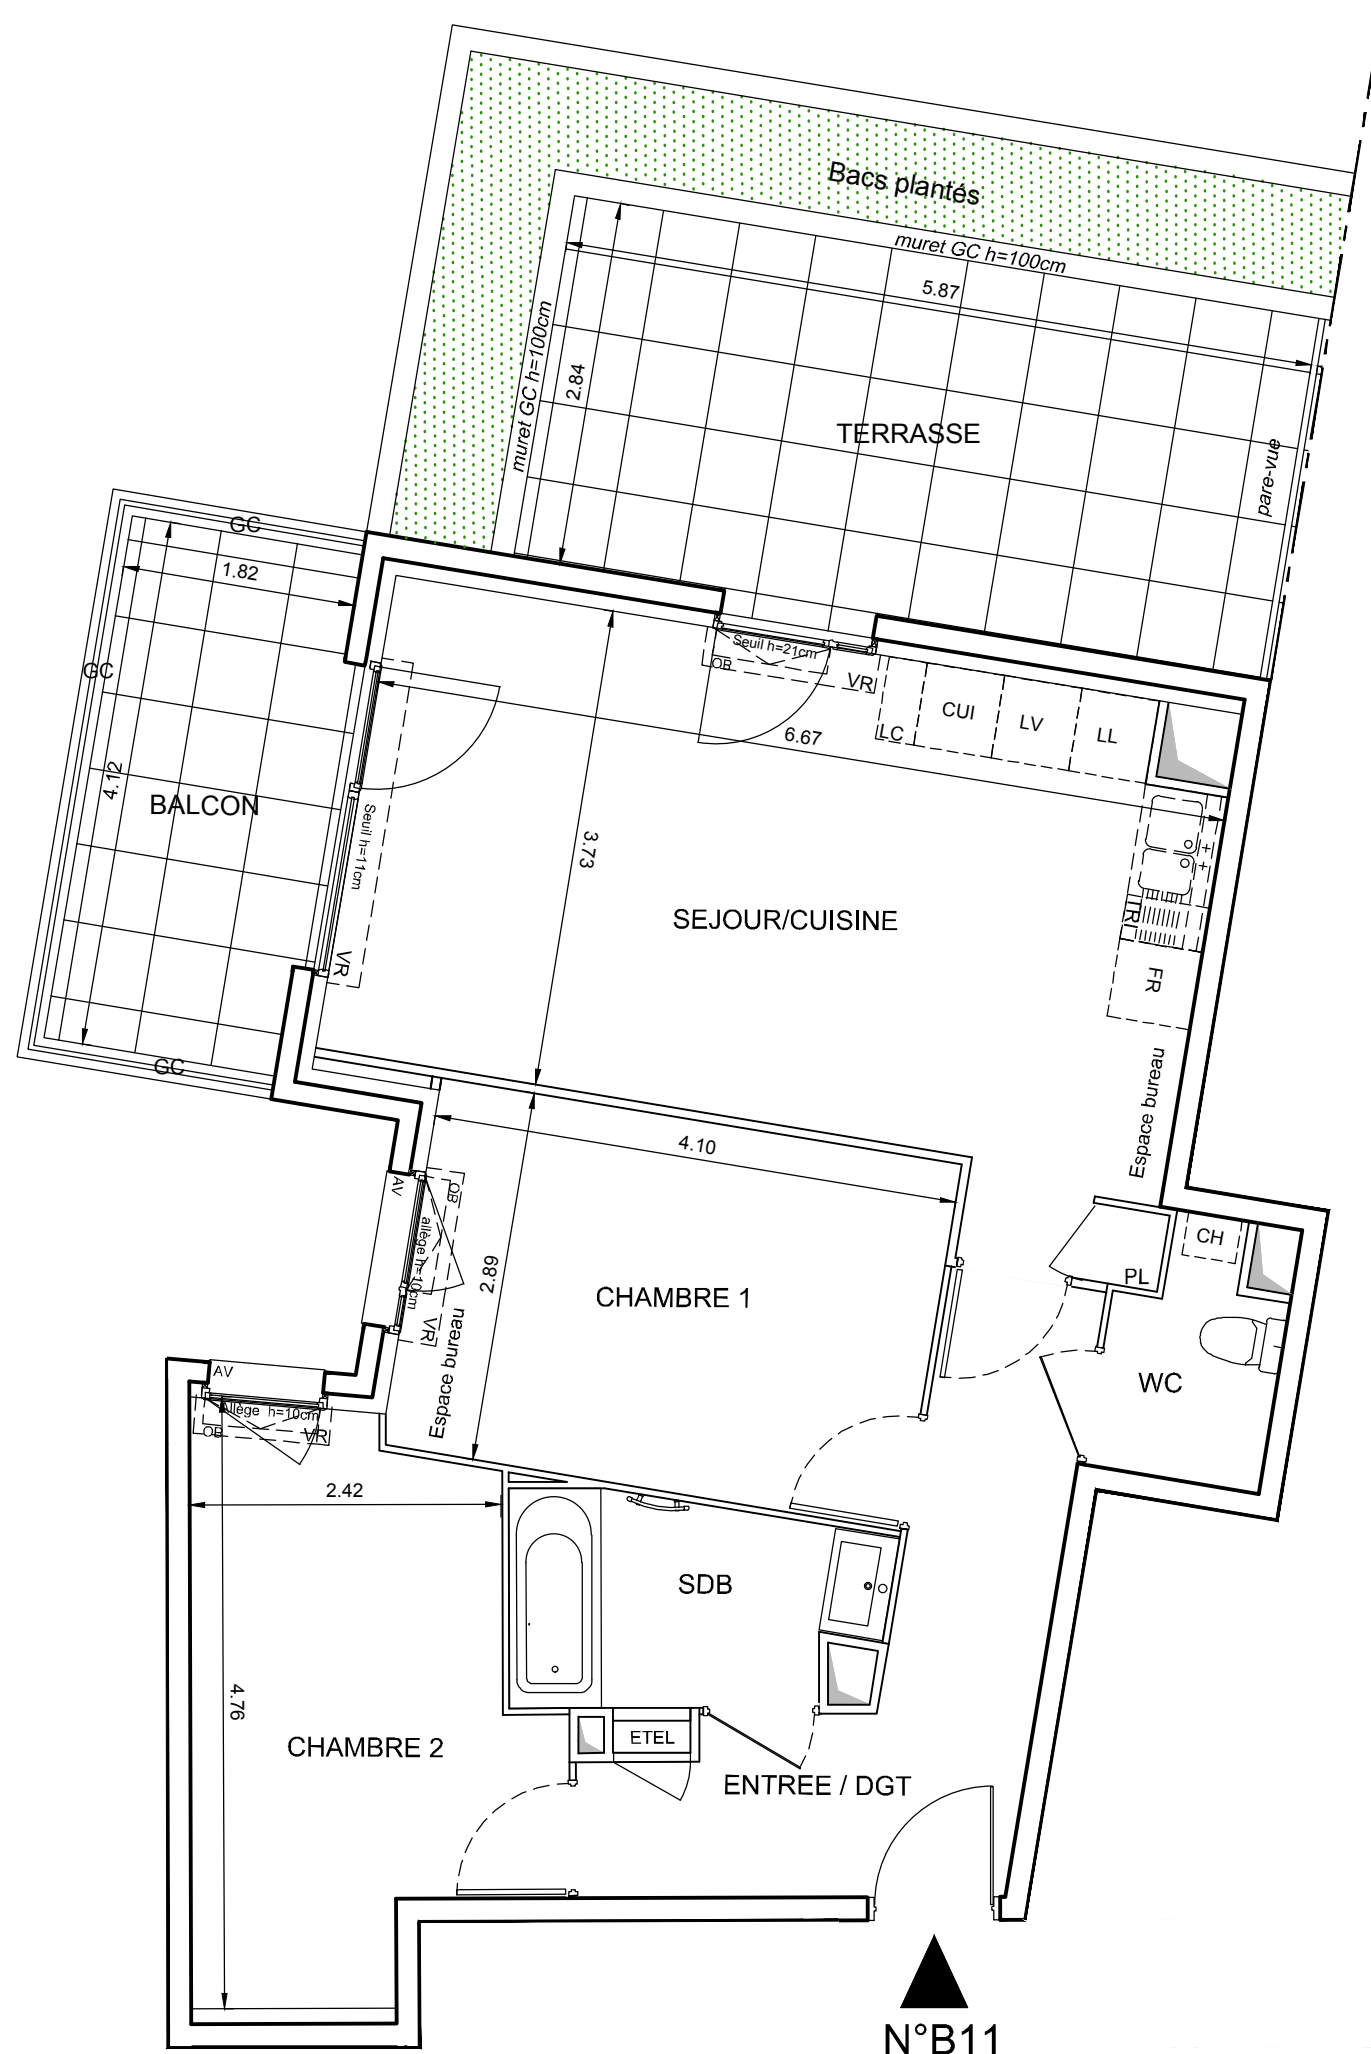 Bacs plantés
muret GC h=100cm
5.87
muret GC h=100cm
2.84
TERRASSE
pare-vue
GC
1.82
GC
4.12
BALCON
GC
Seuil h=21cm
OB
VR
LC
CUI
LV
LL
6.67
Seuil h=11cm
VR
3.73
SEJOUR/CUISINE
TRI
FR
Espace bureau
4.10
AV
OB
allège h=10cm
VR
2.89
Espace bureau
CHAMBRE 1
CH
PL
WC
AV
Allège h=10cm
OB
VR
2.42
SDB
4.76
CHAMBRE 2
ETEL
ENTREE / DGT
N°B11